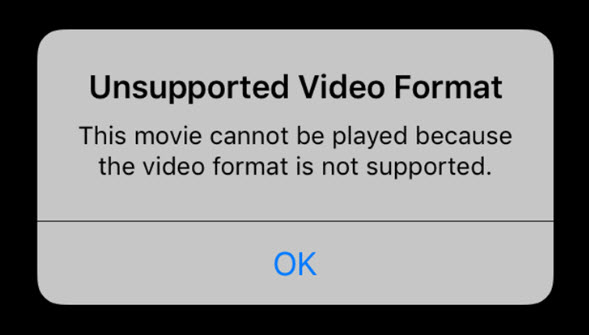 Unsupported Video Format
This movie cannot be played because
the video format is not supported.
OK